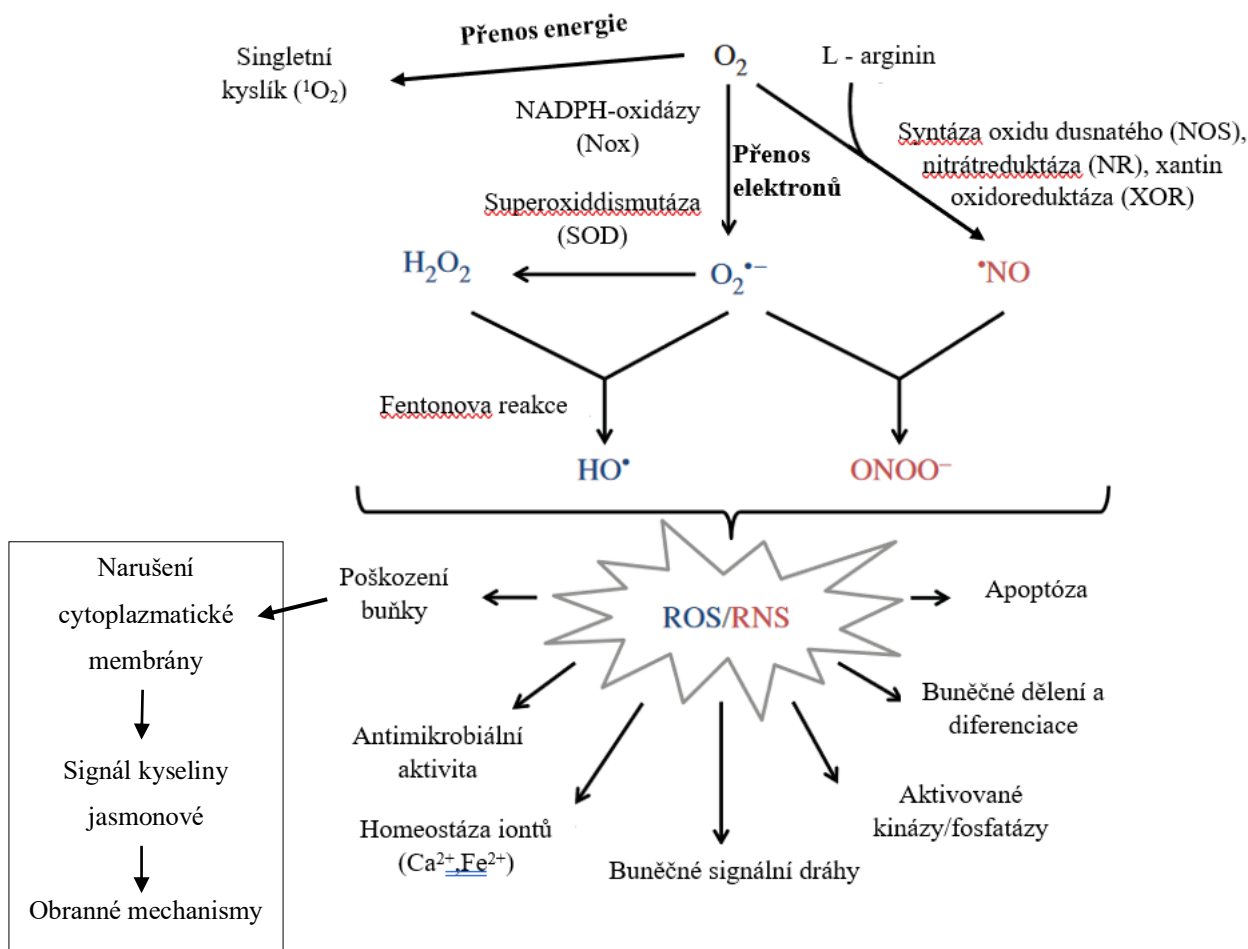 Přenos energie
Singletní
kyslík (¹O₂)
O₂
L - arginin
NADPH-oxidázy
(Nox)
Přenos
elektronů
Syntáza oxidu dusnatého (NOS),
nitrátreduktáza (NR), xantin
oxidoreduktáza (XOR)
Superoxiddismutáza
(SOD)
H₂O₂
O₂•–
•NO
Fentonova reakce
HO•
ONOO–
Narušení
cytoplazmatické
membrány
Signál kyseliny
jasmonové
Obranné mechanismy
Poškození
buňky
ROS/RNS
Apoptóza
Antimikrobiální
aktivita
Buněčné dělení a
diferenciace
Homeostáza iontů
(Ca²⁺,Fe²⁺)
Buněčné signální dráhy
Aktivované
kinázy/fosfatázy